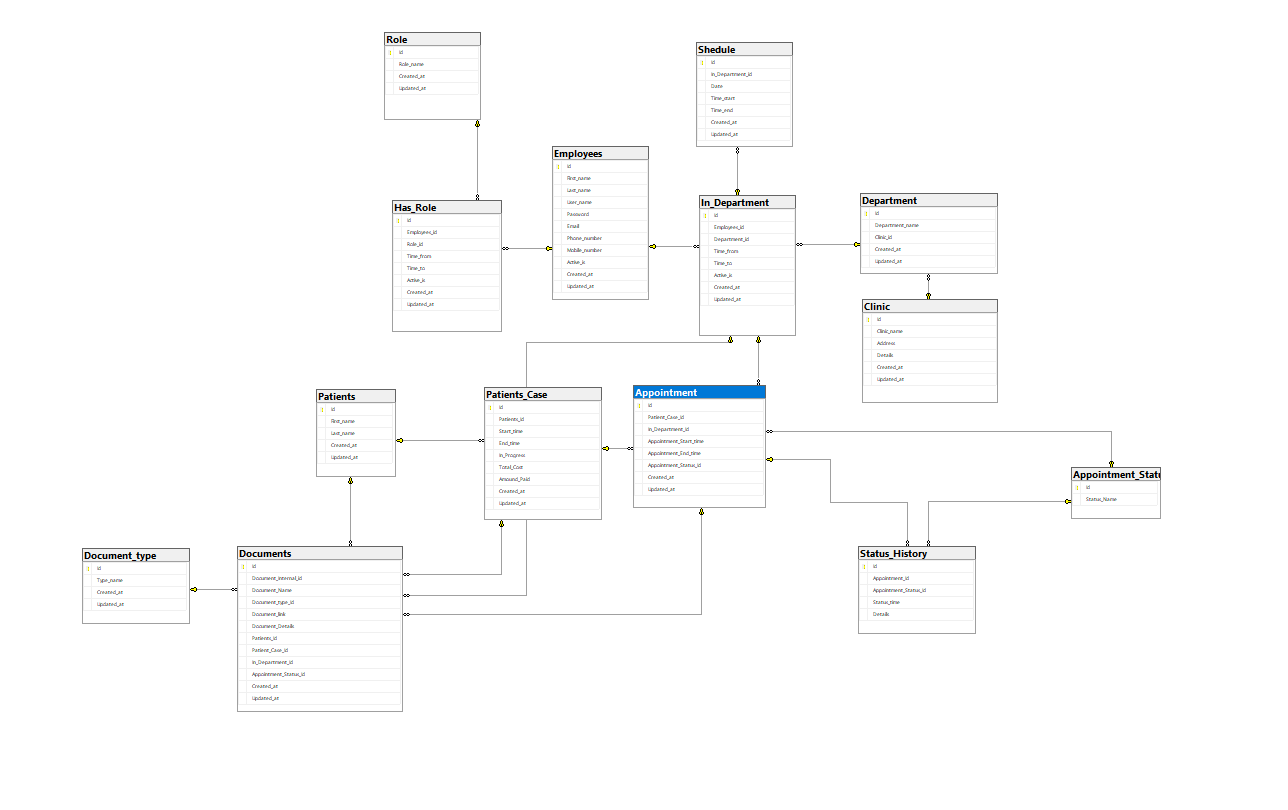 Role
id
Role_name
Created_at
Updated_at
Shedule
id
In_Department_id
Date
Time_start
Time_end
Created_at
Updated_at
Employees
id
First_name
Last_name
User_name
Password
Email
Phone_number
Mobile_number
Active_is
Created_at
Updated_at
Has_Role
id
Employees_id
Role_id
Time_from
Time_to
Active_is
Created_at
Updated_at
In_Department
id
Employees_id
Department_id
Time_from
Time_to
Active_is
Created_at
Updated_at
Department
id
Department_name
Clinic_id
Created_at
Updated_at
Clinic
id
Clinic_name
Address
Details
Created_at
Updated_at
Patients
id
First_name
Last_name
Created_at
Updated_at
Patients_Case
id
Patients_id
Start_time
End_time
In_Progress
Total_Cost
Amound_Paid
Created_at
Updated_at
Appointment
id
Patient_Case_id
In_Department_id
Appointment_Start_time
Appointment_End_time
Appointment_Status_id
Created_at
Updated_at
Appointment_Statu
id
Status_Name
Document_type
id
Type_name
Created_at
Updated_at
Documents
id
Document_Internal_id
Document_Name
Document_type_id
Document_link
Document_Details
Patients_id
Patient_Case_id
In_Department_id
Appointment_Status_id
Created_at
Updated_at
Status_History
id
Appointment_id
Appointment_Status_id
Status_time
Details